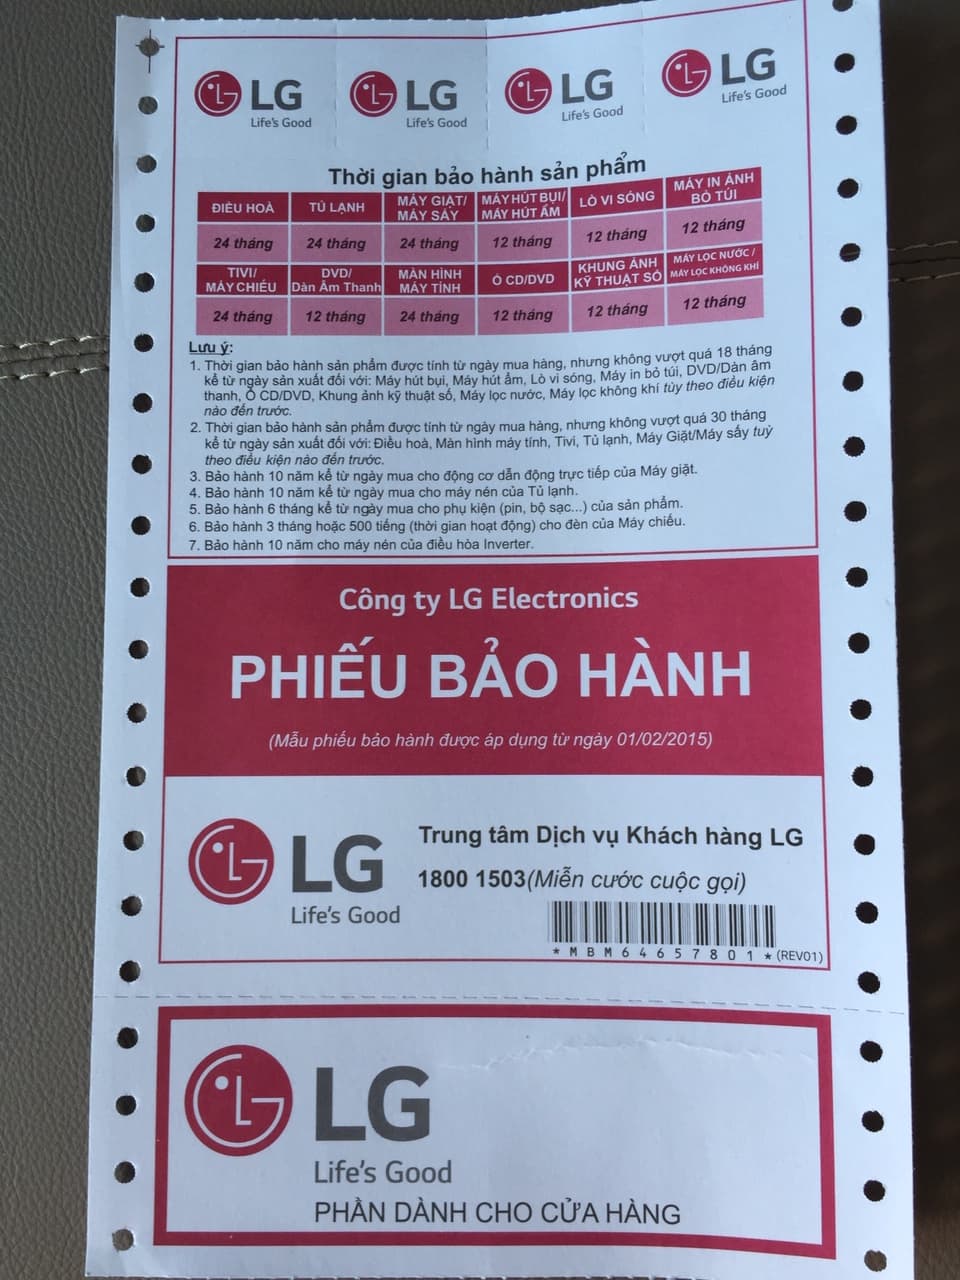 LG LG LG LG
Life's Good Life's Good Life's Good Life's Good
Thời gian bảo hành sản phẩm
ĐIỀU HOÀ TỦ LẠNH MÁY GIẶT/ MÁY SẤY MÁY HÚT BỤI/ MÁY HÚT ẨM LÒ VI SÓNG MÁY IN ẢNH BỎ TÚI
24 tháng 24 tháng 24 tháng 12 tháng 12 tháng 12 tháng
TIVI/ MÁY CHIẾU DVD/ Dàn Âm Thanh MÀN HÌNH MÁY TÍNH Ổ CD/DVD KHUNG ẢNH KỸ THUẬT SỐ MÁY LỌC NƯỚC / MÁY LỌC KHÔNG KHÍ
24 tháng 12 tháng 24 tháng 12 tháng 12 tháng 12 tháng
Lưu ý:
1. Thời gian bảo hành sản phẩm được tính từ ngày mua hàng, nhưng không vượt quá 18 tháng
kể từ ngày sản xuất đối với: Máy hút bụi, Máy hút ẩm, Lò vi sóng, Máy in bỏ túi, DVD/Dàn âm
thanh, Ổ CD/DVD, Khung ảnh kỹ thuật số, Máy lọc nước, Máy lọc không khí tùy theo điều kiện
nào đến trước.
2. Thời gian bảo hành sản phẩm được tính từ ngày mua hàng, nhưng không vượt quá 30 tháng
kể từ ngày sản xuất đối với: Điều hoà, Màn hình máy tính, Tivi, Tủ lạnh, Máy Giặt/Máy sấy tuỳ
theo điều kiện nào đến trước.
3. Bảo hành 10 năm kể từ ngày mua cho động cơ dẫn động trực tiếp của Máy giặt.
4. Bảo hành 10 năm kể từ ngày mua cho máy nén của Tủ lạnh.
5. Bảo hành 6 tháng kể từ ngày mua cho phụ kiện (pin, bộ sạc...) của sản phẩm.
6. Bảo hành 3 tháng hoặc 500 tiếng (thời gian hoạt động) cho đèn của Máy chiếu.
7. Bảo hành 10 năm cho máy nén của điều hòa Inverter.
Công ty LG Electronics
PHIẾU BẢO HÀNH
(Mẫu phiếu bảo hành được áp dụng từ ngày 01/02/2015)
LG
Life's Good
Trung tâm Dịch vụ Khách hàng LG
1800 1503(Miễn cước cuộc gọi)
*MBM64657801*(REV01)
LG
Life's Good
PHẦN DÀNH CHO CỬA HÀNG